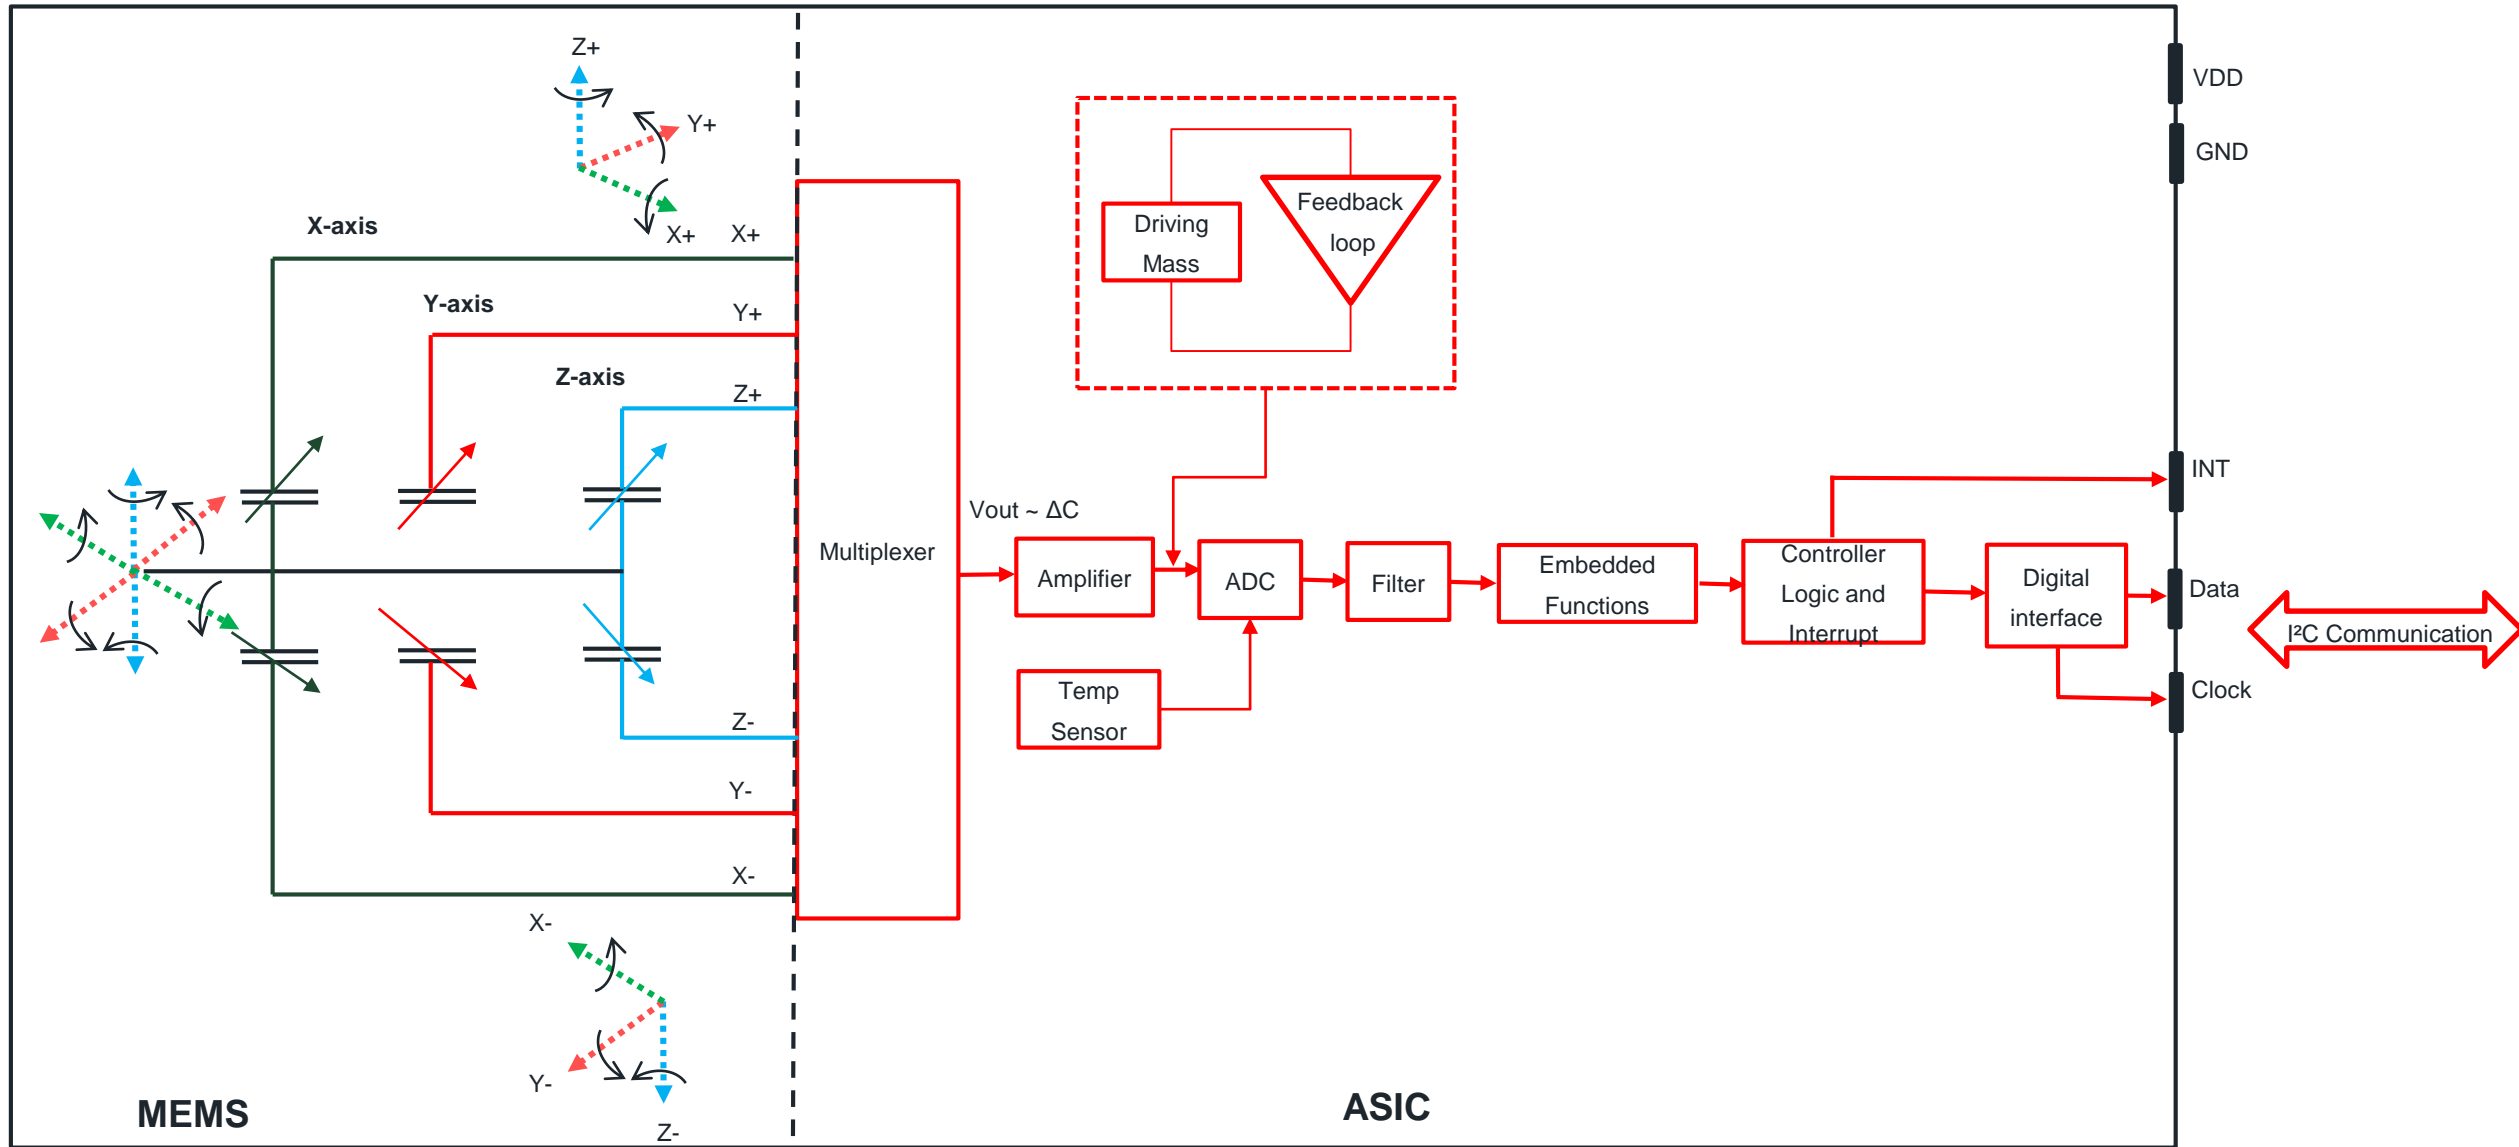 Z+
Y+
X+
VDD
GND
X-axis
X+
Driving
Mass
Feedback
loop
Y-axis
Y+
Z-axis
Z+
INT
Vout ~ ΔC
Multiplexer
Amplifier
ADC
Filter
Embedded
Functions
Controller
Logic and
Interrupt
Digital
interface
Data
I²C Communication
Temp
Sensor
Clock
Z-
Y-
X-
X-
Y-
Z-
MEMS
ASIC